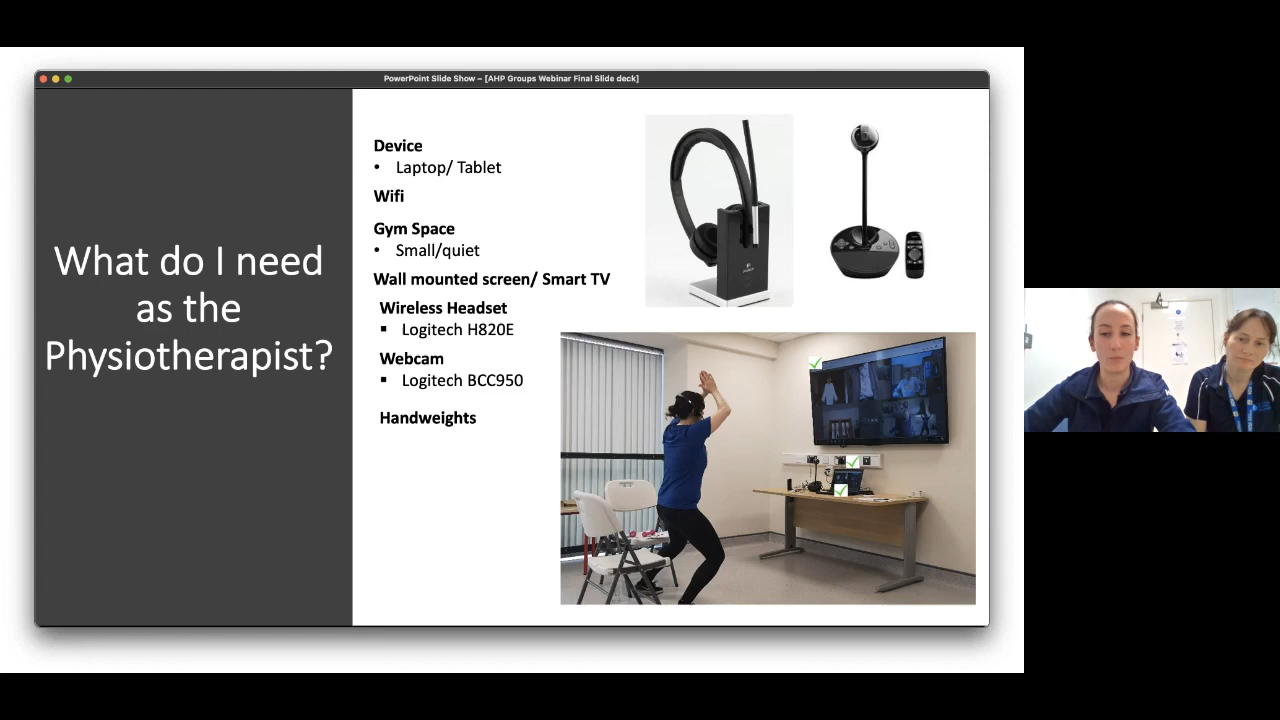 PowerPoint Slide Show – [AHP Groups Webinar Final Slide deck]
What do I need
as the
Physiotherapist?
Device
• Laptop/ Tablet
Wifi
Gym Space
• Small/quiet
Wall mounted screen/ Smart TV
Wireless Headset
▪ Logitech H820E
Webcam
▪ Logitech BCC950
Handweights